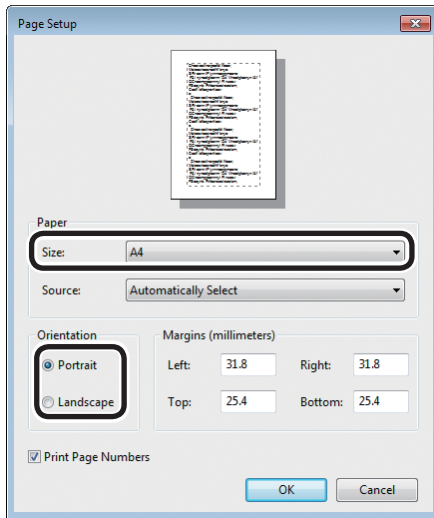 Page Setup
Paper
Size: A4
Source: Automatically Select
Orientation
Portrait
Landscape
Margins (millimeters)
Left: 31.8 Right: 31.8
Top: 25.4 Bottom: 25.4
Print Page Numbers
OK Cancel